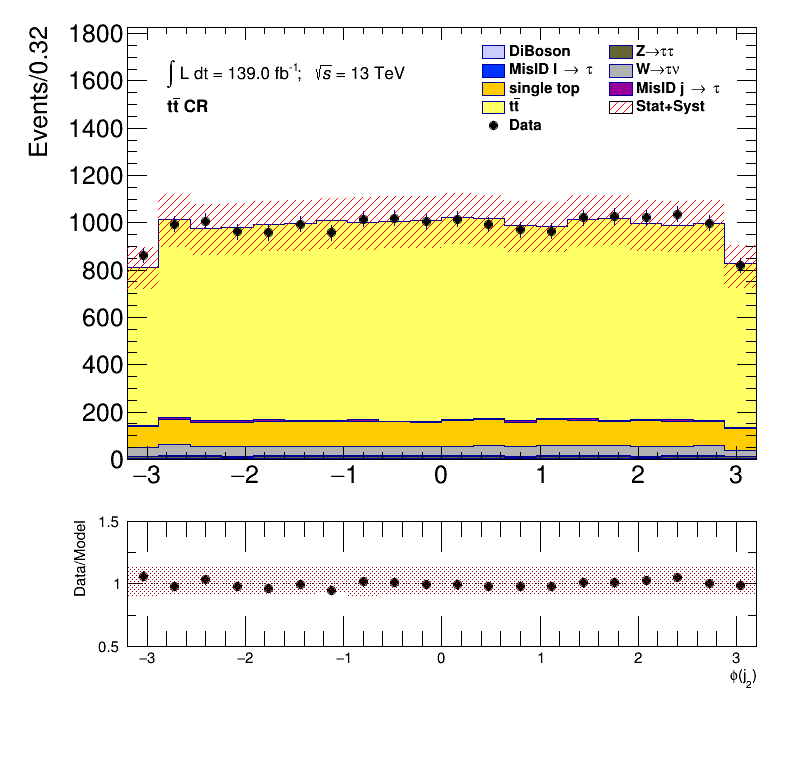 Events/0.32
1800
1600
1400
1200
1000
800
600
400
200
0
∫ L dt = 139.0 fb⁻¹; √s = 13 TeV
tt̄ CR
DiBoson
Z→ττ
MisID l → τ
W→τν
single top
MisID j → τ
tt̄
Stat+Syst
Data
−3 −2 −1 0 1 2 3
Data/Model
1.5
1
0.5
−3 −2 −1 0 1 2 3
ϕ(j₂)